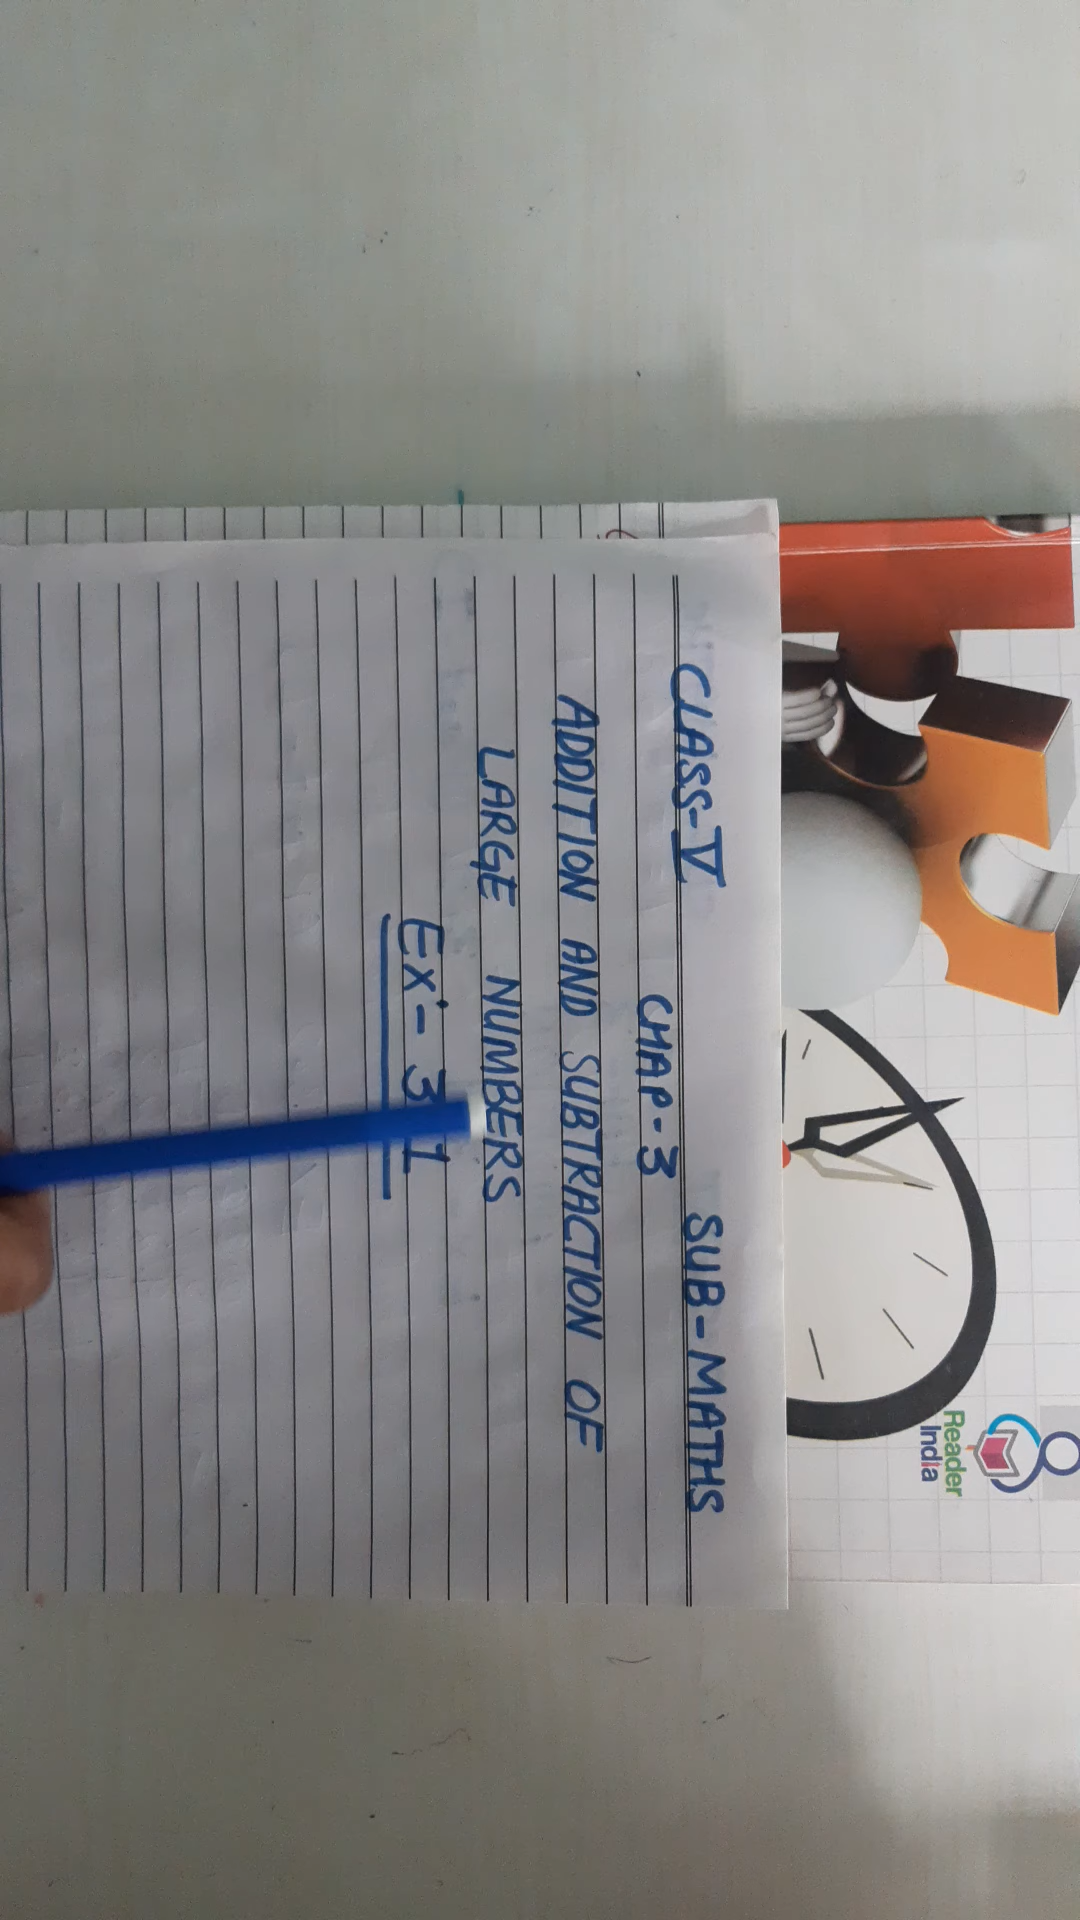 CLASS-V SUB-MATHS
CHAP-3
ADDITION AND SUBTRACTION OF
LARGE NUMBERS
Ex-3.1
Reader
India